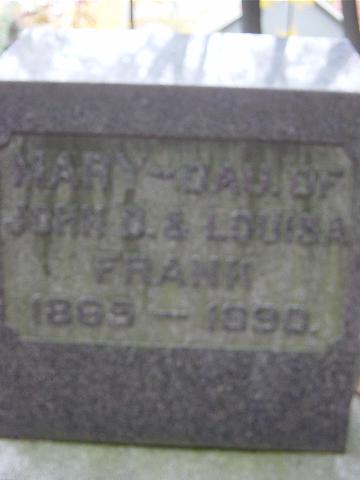 MARY-DAU. OF
JOHN D. & LOUISA
FRANK
1865 - 1890.